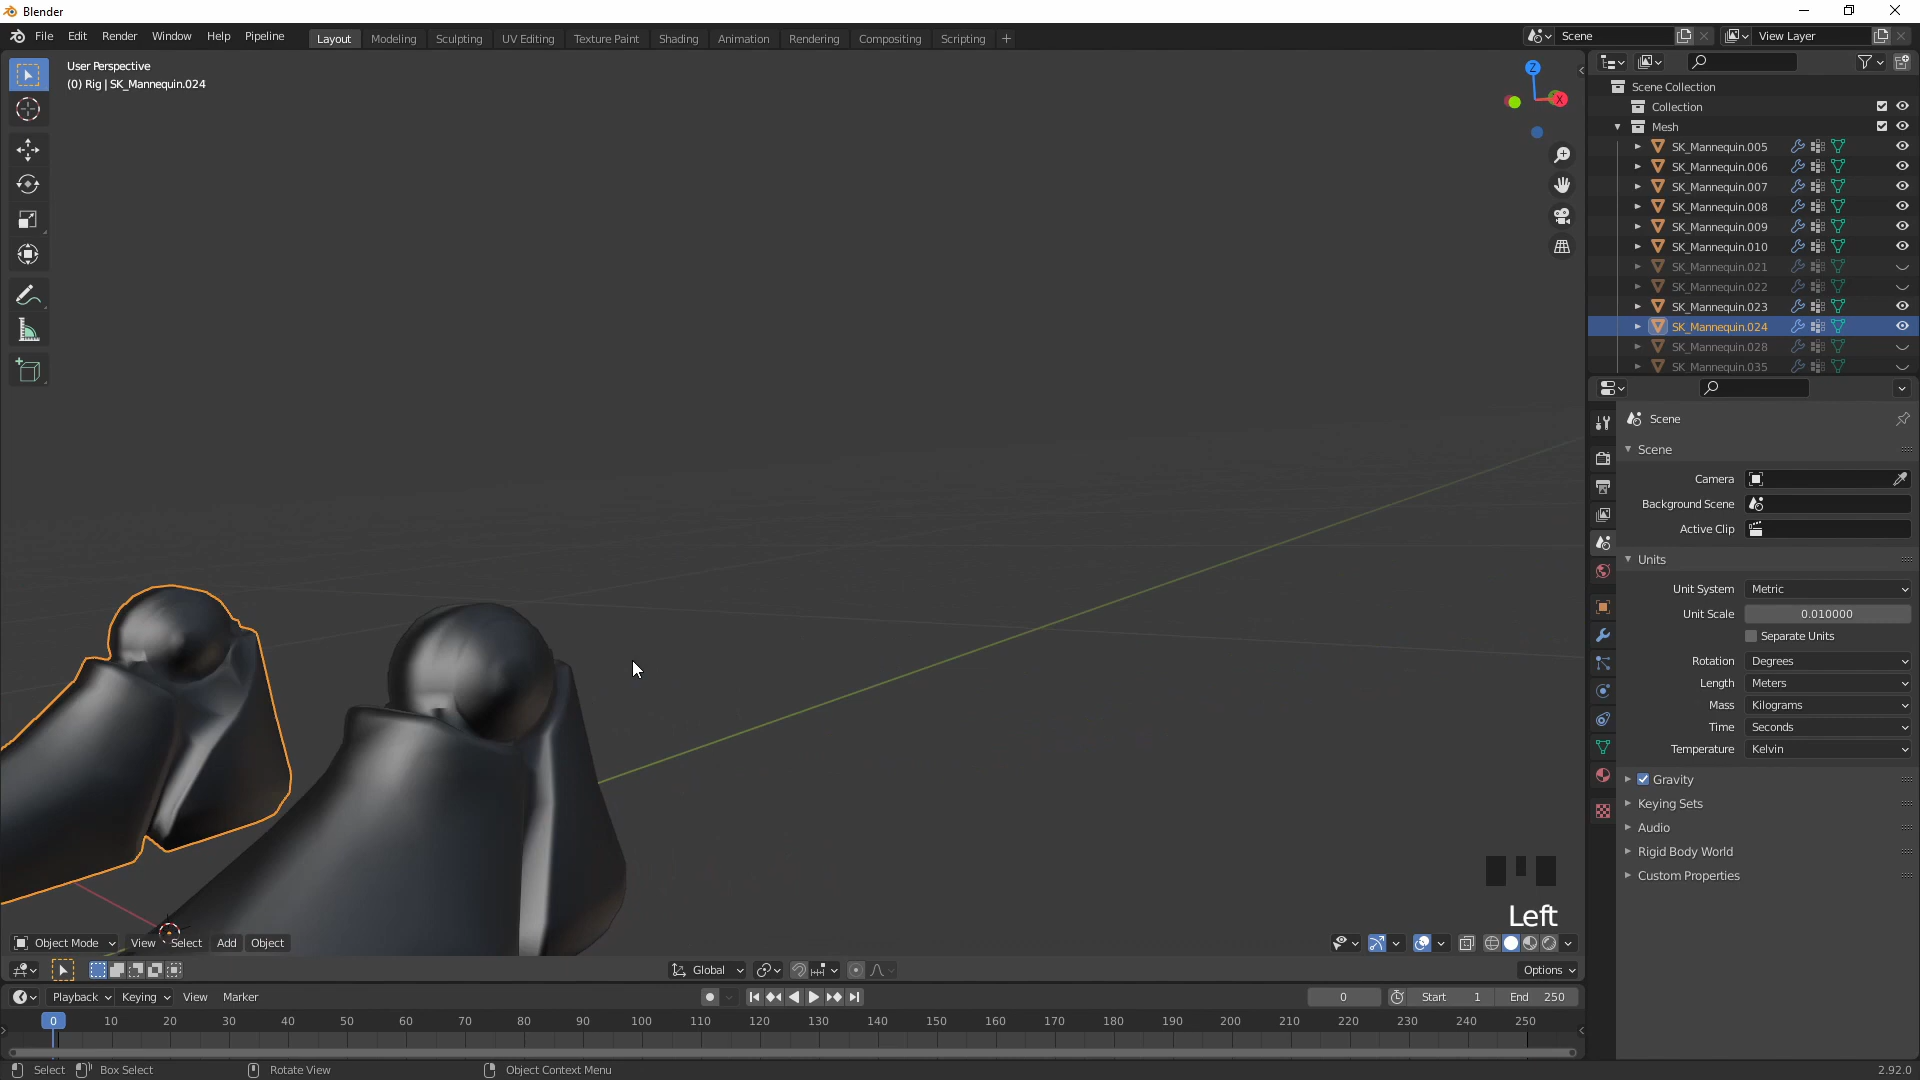 Blender
File Edit Render Window Help Pipeline Layout Modeling Sculpting UV Editing Texture Paint Shading Animation Rendering Compositing Scripting + Scene View Layer
User Perspective
(0) Rig | SK_Mannequin.024
Z
X
Scene Collection
Collection
Mesh
SK_Mannequin.005
SK_Mannequin.006
SK_Mannequin.007
SK_Mannequin.008
SK_Mannequin.009
SK_Mannequin.010
SK_Mannequin.021
SK_Mannequin.022
SK_Mannequin.023
SK_Mannequin.024
SK_Mannequin.028
SK_Mannequin.035
Scene
Scene
Camera
Background Scene
Active Clip
Units
Unit System Metric
Unit Scale 0.010000
Separate Units
Rotation Degrees
Length Meters
Mass Kilograms
Time Seconds
Temperature Kelvin
Gravity
Keying Sets
Audio
Rigid Body World
Custom Properties
Left
Object Mode View Select Add Object
Global Options
Playback Keying View Marker 0 Start 1 End 250
0 10 20 30 40 50 60 70 80 90 100 110 120 130 140 150 160 170 180 190 200 210 220 230 240 250
Select Box Select Rotate View Object Context Menu 2.92.0